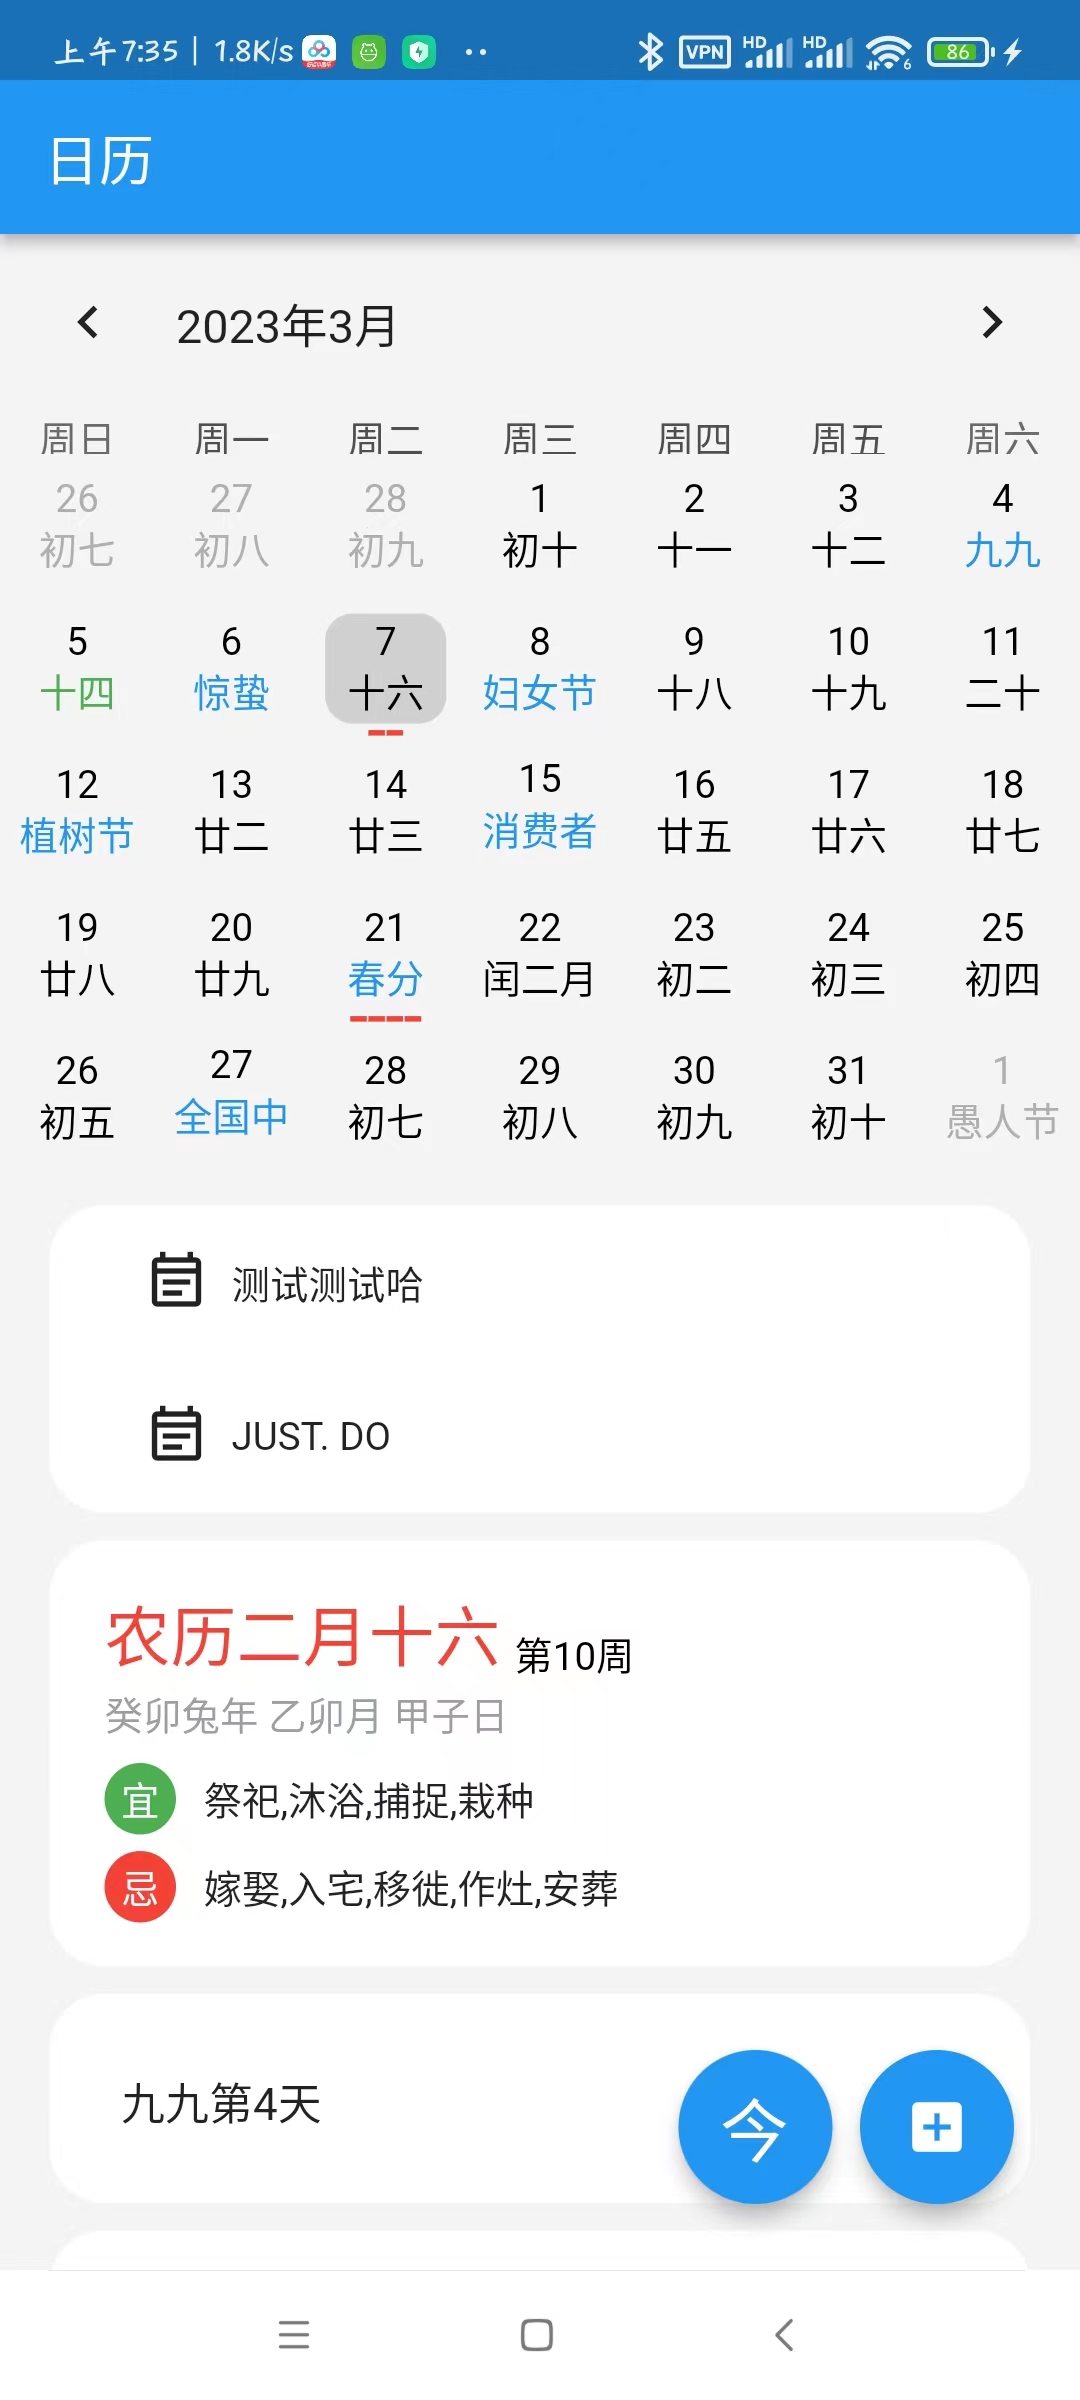 上午7:35 | 1.8K/s VPN HD HD 6 86
日历
2023年3月
周日 周一 周二 周三 周四 周五 周六
26 27 28 1 2 3 4
初七 初八 初九 初十 十一 十二 九九
5 6 7 8 9 10 11
十四 惊蛰 十六 妇女节 十八 十九 二十
12 13 14 15 16 17 18
植树节 廿二 廿三 消费者 廿五 廿六 廿七
19 20 21 22 23 24 25
廿八 廿九 春分 闰二月 初二 初三 初四
26 27 28 29 30 31 1
初五 全国中 初七 初八 初九 初十 愚人节
测试测试哈
JUST. DO
农历二月十六 第10周
癸卯兔年 乙卯月 甲子日
宜 祭祀,沐浴,捕捉,栽种
忌 嫁娶,入宅,移徙,作灶,安葬
九九第4天
今